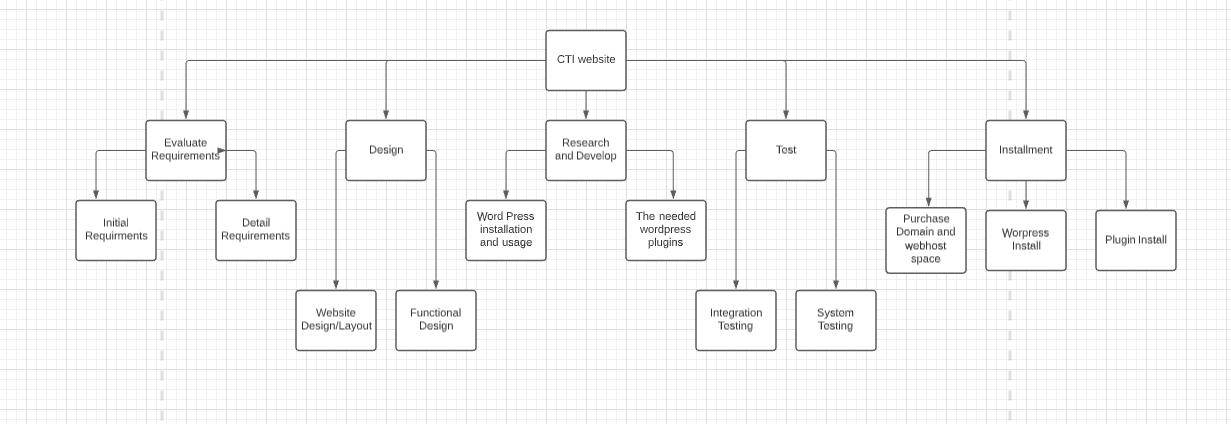 CTI website
Evaluate
Requirements
Design
Research
and Develop
Test
Installment
Initial
Requirments
Detail
Requirements
Word Press
installation
and usage
The needed
wordpress
plugins
Purchase
Domain and
webhost
space
Worpress
Install
Plugin Install
Website
Design/Layout
Functional
Design
Integration
Testing
System
Testing